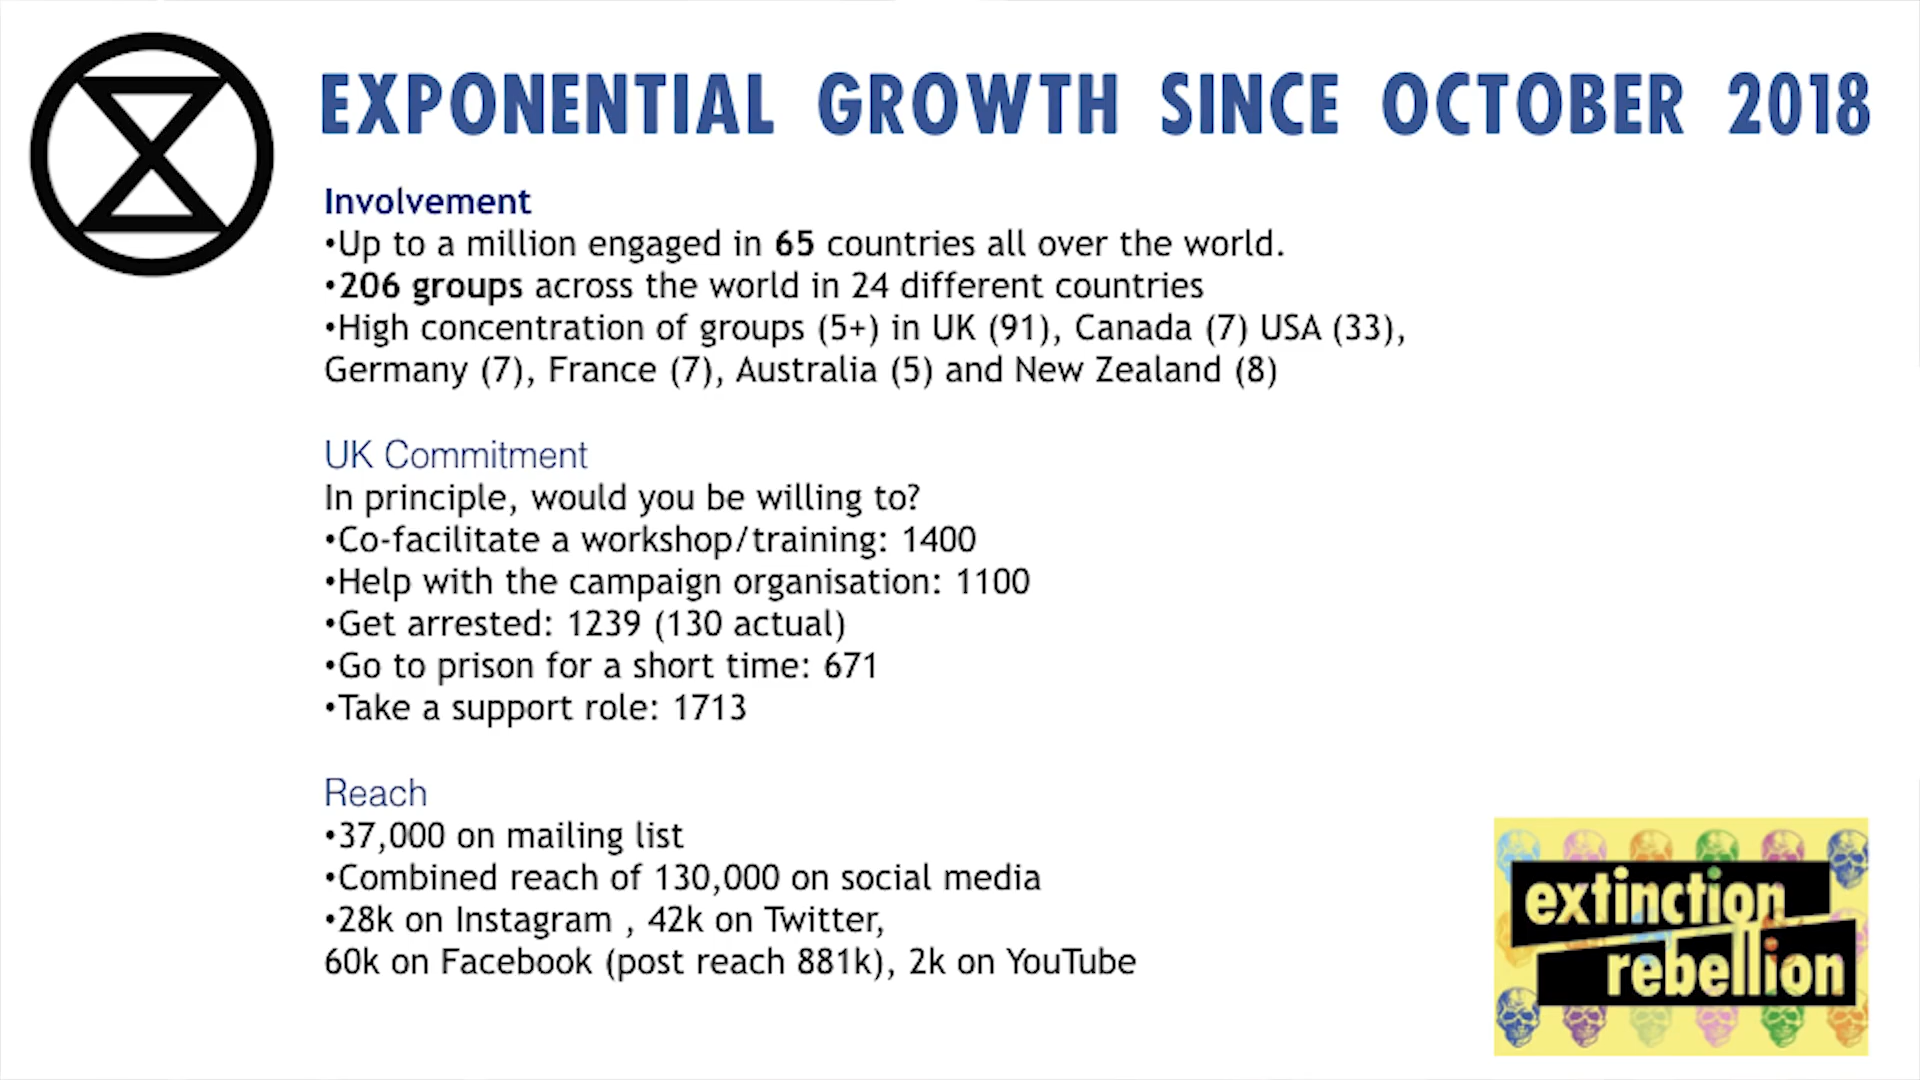 EXPONENTIAL GROWTH SINCE OCTOBER 2018
Involvement
•Up to a million engaged in 65 countries all over the world.
•206 groups across the world in 24 different countries
•High concentration of groups (5+) in UK (91), Canada (7) USA (33),
Germany (7), France (7), Australia (5) and New Zealand (8)
UK Commitment
In principle, would you be willing to?
•Co-facilitate a workshop/training: 1400
•Help with the campaign organisation: 1100
•Get arrested: 1239 (130 actual)
•Go to prison for a short time: 671
•Take a support role: 1713
Reach
•37,000 on mailing list
•Combined reach of 130,000 on social media
•28k on Instagram , 42k on Twitter,
60k on Facebook (post reach 881k), 2k on YouTube
extinction
rebellion